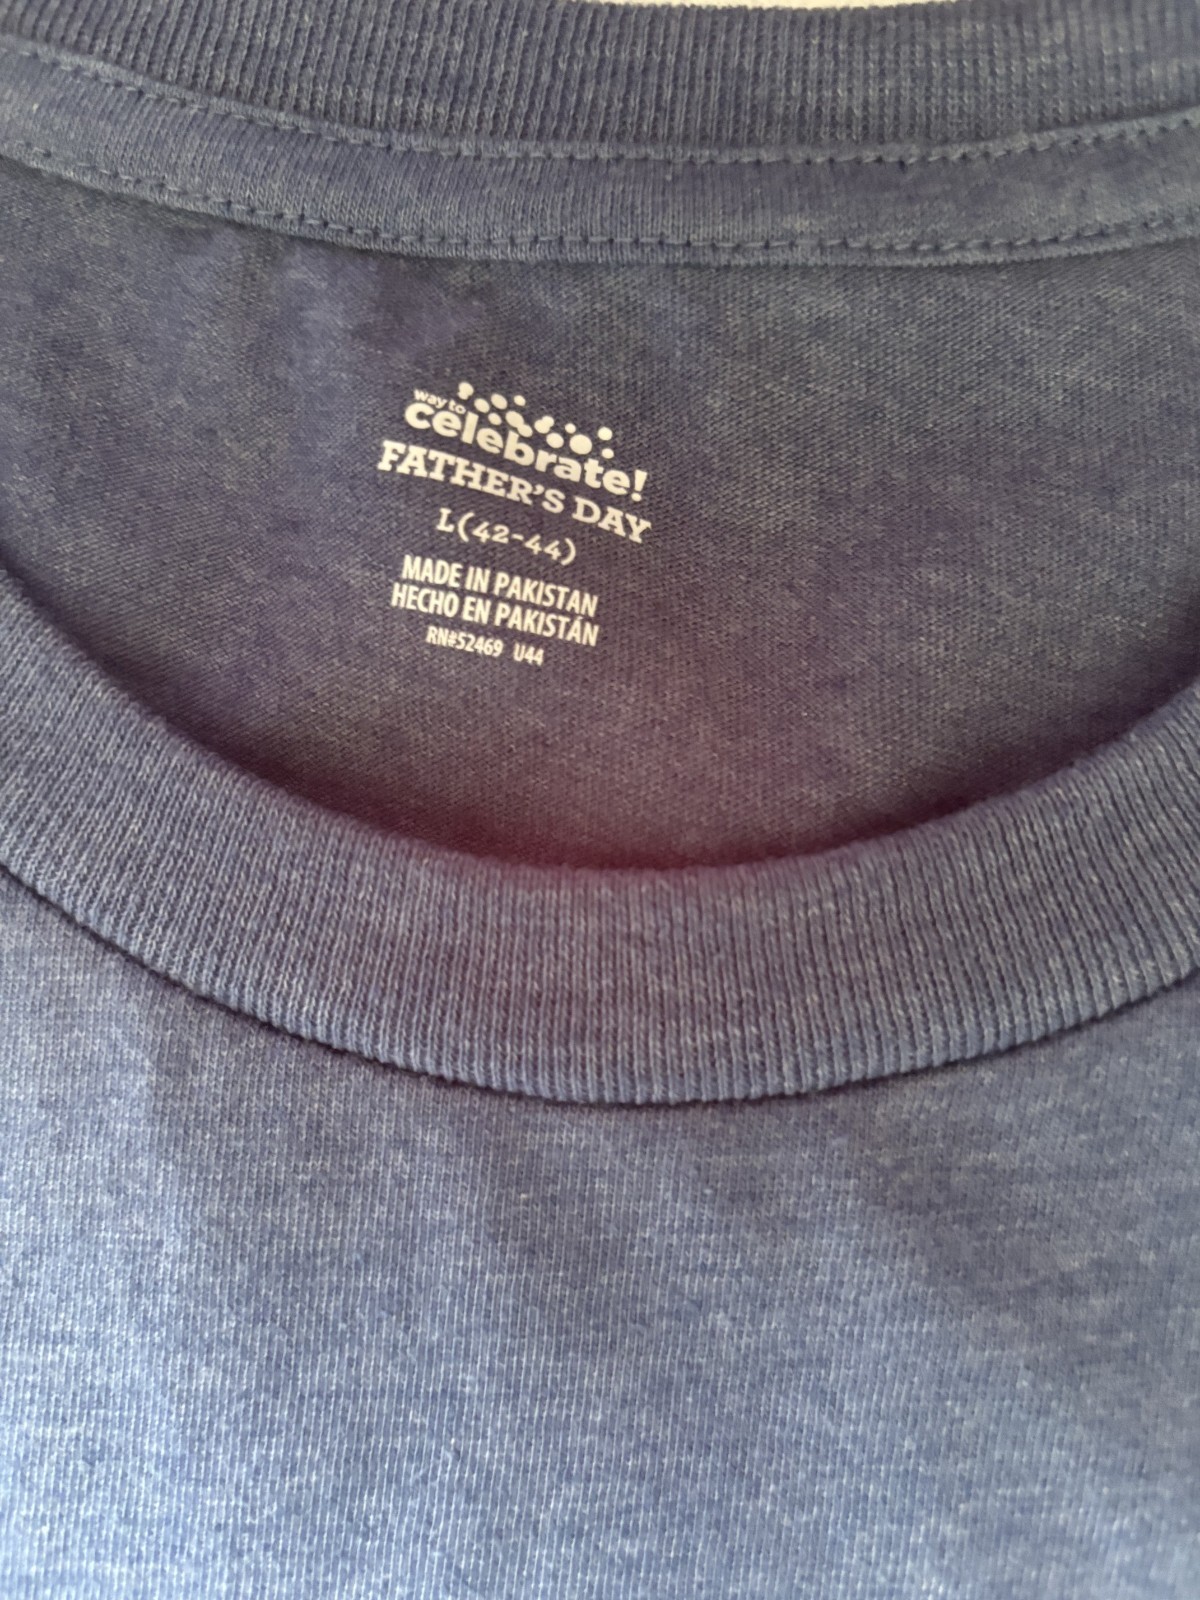 way to
celebrate!
FATHER'S DAY
L(42-44)
MADE IN PAKISTAN
HECHO EN PAKISTÁN
RN#52469 U44